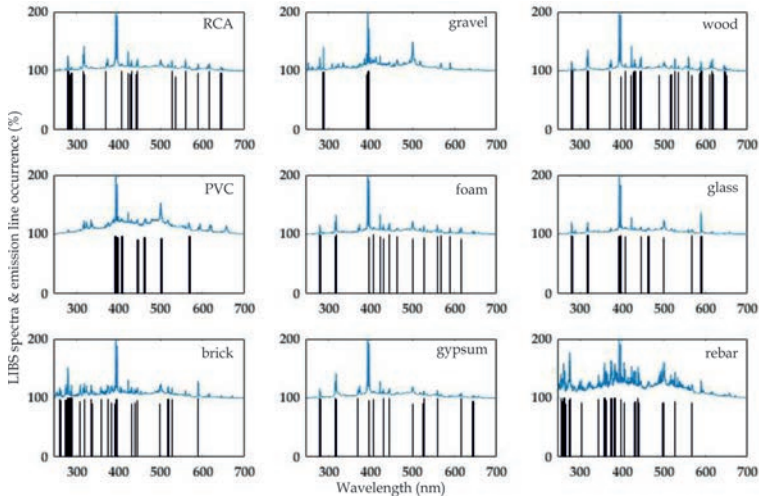 200 RCA 200 gravel 200 wood
100 100 100
0 0 0
300 400 500 600 700 300 400 500 600 700 300 400 500 600 700
200 PVC 200 foam 200 glass
100 100 100
0 0 0
300 400 500 600 700 300 400 500 600 700 300 400 500 600 700
200 brick 200 gypsum 200 rebar
100 100 100
0 0 0
300 400 500 600 700 300 400 500 600 700 300 400 500 600 700
LIBS spectra & emission line occurrence (%)
Wavelength (nm)